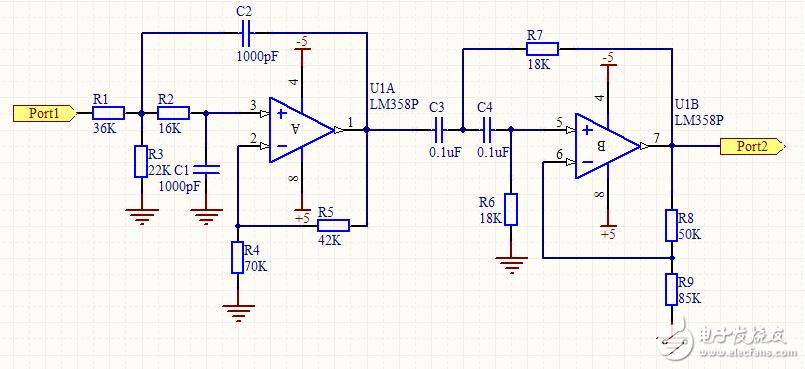 C2
1000pF
-5
4
R7
18K
-5
4
U1A
LM358P
U1B
LM358P
Port1
R1
36K
R2
16K
3
2
1
A
8
+5
C3
0.1uF
C4
0.1uF
5
6
7
B
8
+5
Port2
R3
22K
C1
1000pF
R4
70K
R5
42K
R6
18K
R8
50K
R9
85K
电子发烧友
www.elecfans.com